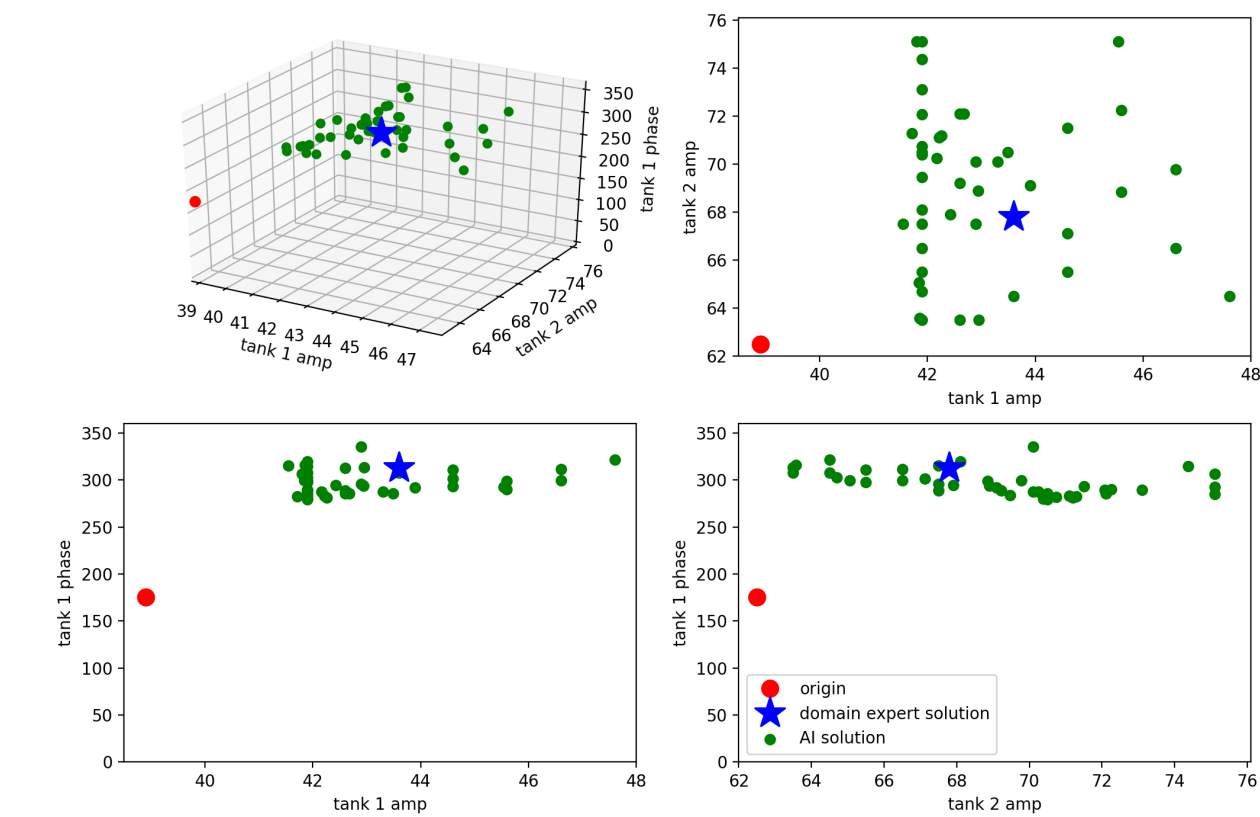 350
300
250
200
150
100
50
0
tank 1 phase
39 40 41 42 43 44 45 46 47
tank 1 amp
64 66 68 70 72 74 76
tank 2 amp
76
74
72
70
68
66
64
62
tank 2 amp
40 42 44 46 48
tank 1 amp
350
300
250
200
150
100
50
0
tank 1 phase
40 42 44 46 48
tank 1 amp
350
300
250
200
150
100
50
0
tank 1 phase
origin
domain expert solution
AI solution
62 64 66 68 70 72 74 76
tank 2 amp